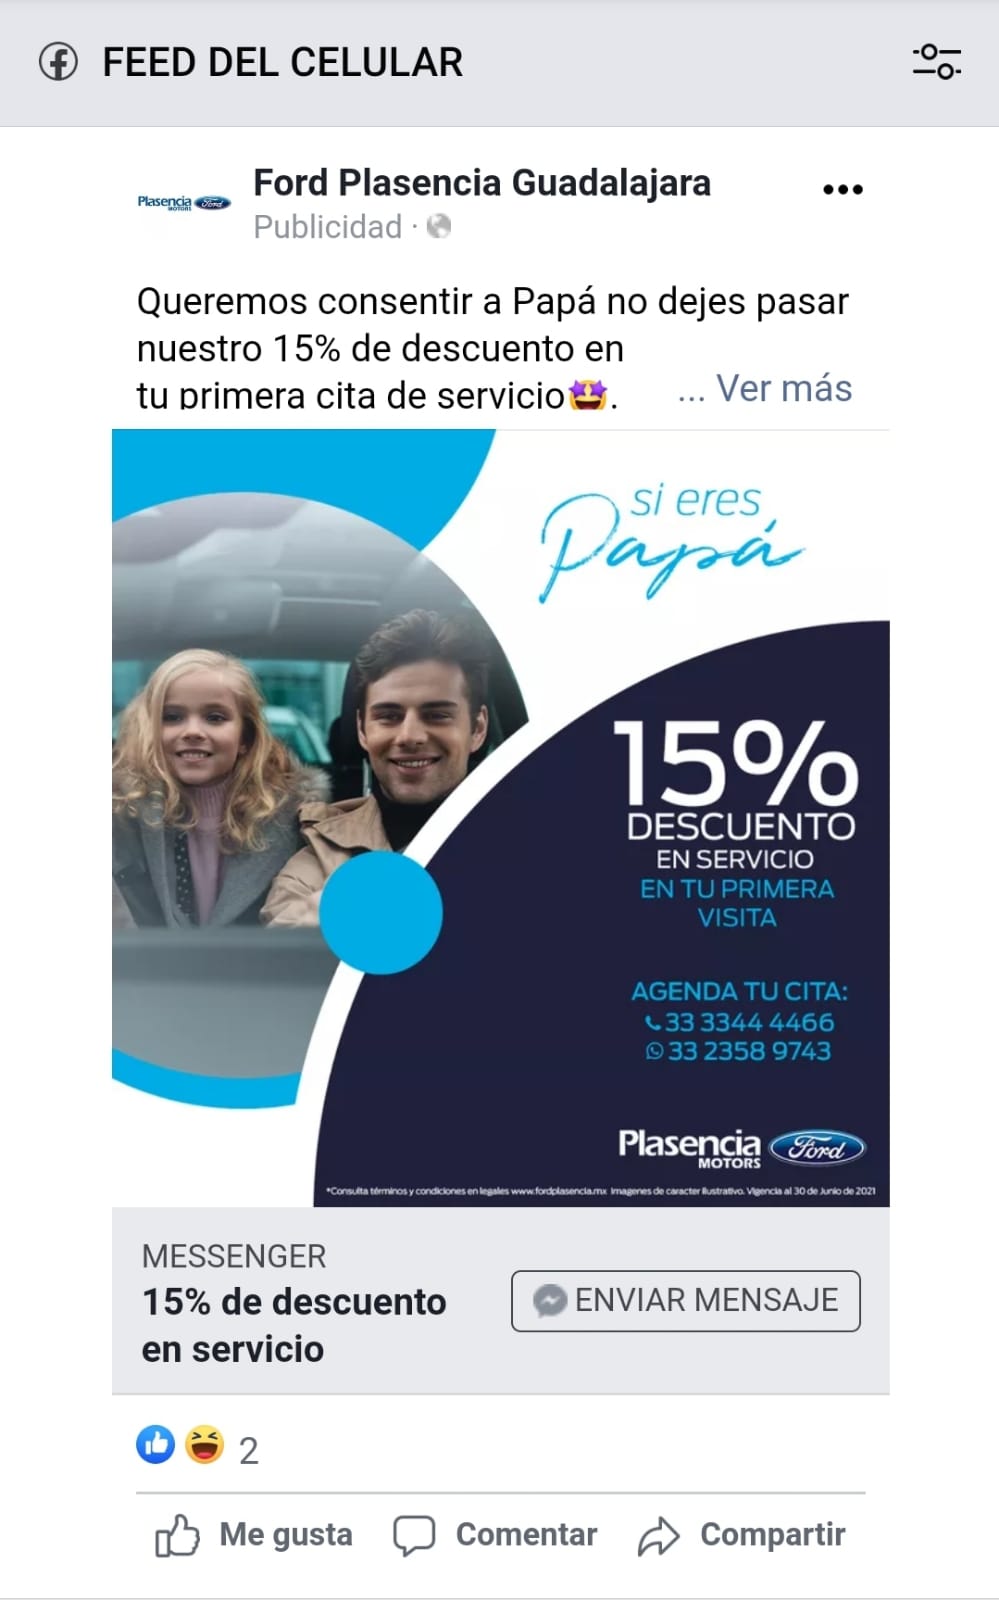 FEED DEL CELULAR
Plasencia MOTORS Ford
Ford Plasencia Guadalajara
Publicidad ·
Queremos consentir a Papá no dejes pasar
nuestro 15% de descuento en
tu primera cita de servicio🤩. ... Ver más
si eres
Papá
15%
DESCUENTO
EN SERVICIO
EN TU PRIMERA
VISITA
AGENDA TU CITA:
33 3344 4466
33 2358 9743
Plasencia Ford
MOTORS
*Consulta términos y condiciones en legales www.fordplasencia.mx Imagenes de caracter ilustrativo. Vigencia al 30 de Junio de 2021
MESSENGER
15% de descuento
en servicio
ENVIAR MENSAJE
2
Me gusta Comentar Compartir